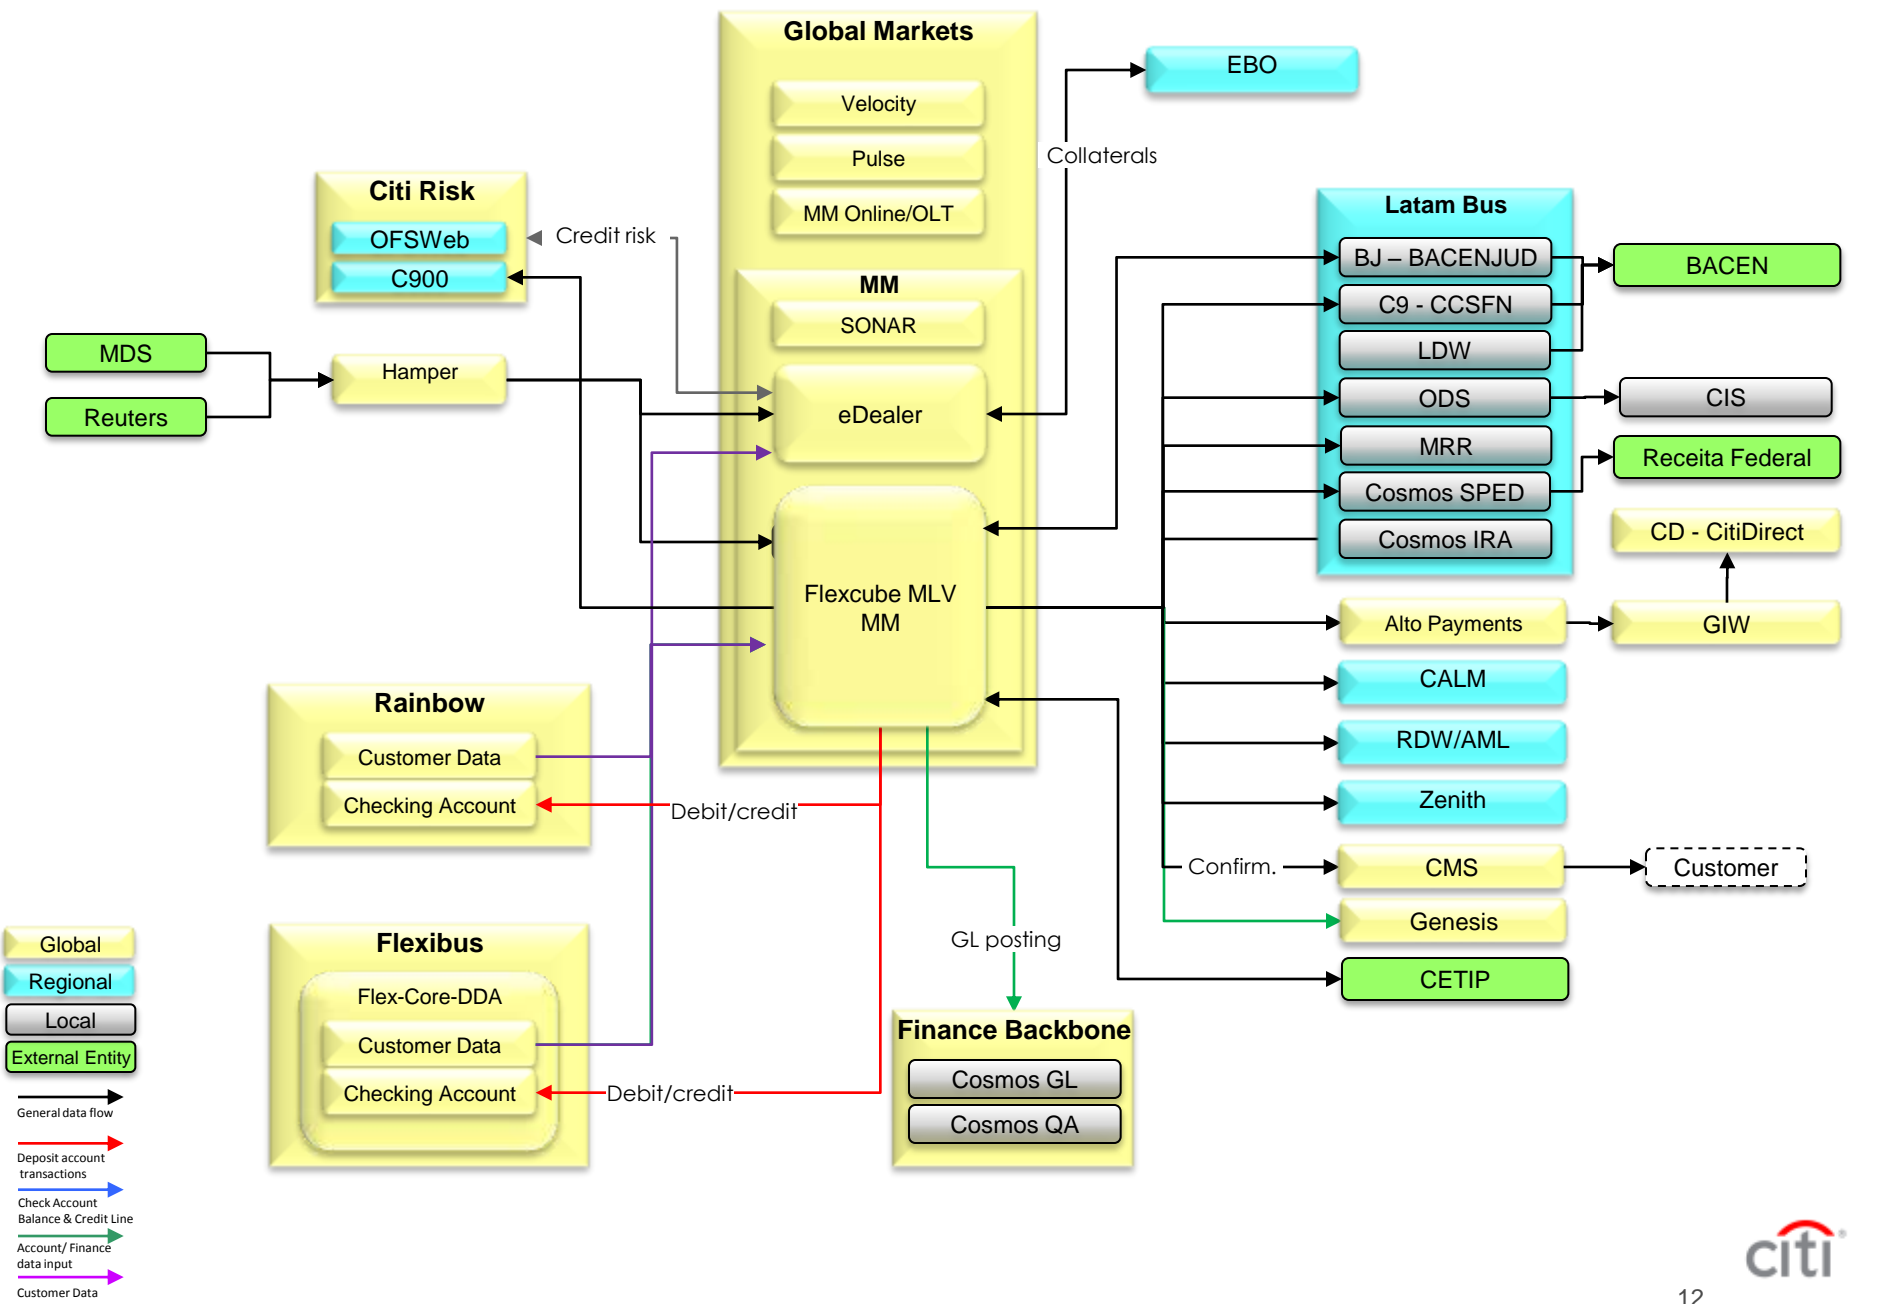 Global Markets
Velocity
Pulse
MM Online/OLT
MM
SONAR
eDealer
Flexcube MLV
MM
EBO
Collaterals
Citi Risk
OFSWeb
C900
Credit risk
MDS
Reuters
Hamper
Latam Bus
BJ – BACENJUD
C9 - CCSFN
LDW
ODS
MRR
Cosmos SPED
Cosmos IRA
BACEN
CIS
Receita Federal
CD - CitiDirect
GIW
Alto Payments
CALM
RDW/AML
Zenith
Confirm.
CMS
Customer
Genesis
CETIP
Rainbow
Customer Data
Checking Account
Debit/credit
Flexibus
Flex-Core-DDA
Customer Data
Checking Account
Debit/credit
GL posting
Finance Backbone
Cosmos GL
Cosmos QA
Global
Regional
Local
External Entity
General data flow
Deposit account
transactions
Check Account
Balance & Credit Line
Account/ Finance
data input
Customer Data
citi®
12